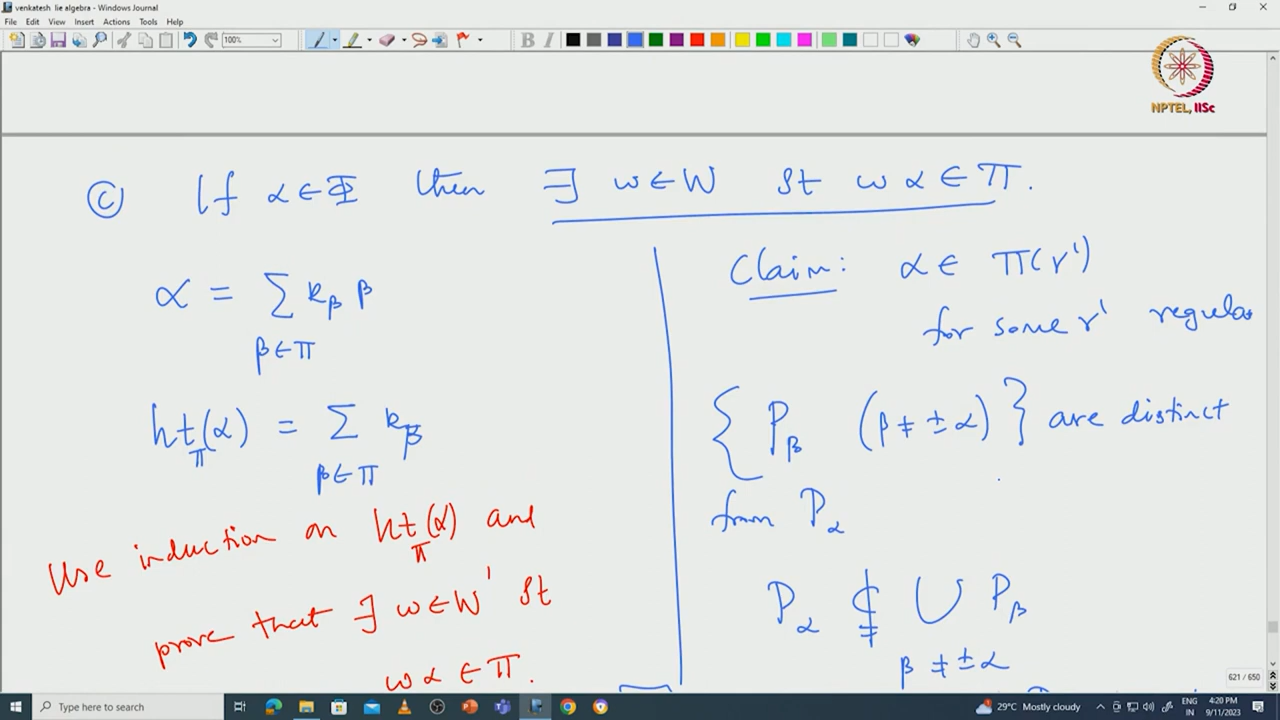 venkatesh lie algebra - Windows Journal
File Edit View Insert Actions Tools Help
100%
NPTEL, IISc
ⓒ If α ∈ Φ then ∃ w ∈ W st w α ∈ Π.
α = Σ k_β β
β ∈ Π
ht_Π(α) = Σ k_β
β ∈ Π
Use induction on ht_Π(α) and
prove that ∃ w ∈ W' st
w α ∈ Π.
Claim: α ∈ Π(r')
for some r' regular
{ P_β (β ≠ ± α) } are distinct
from P_α
P_α ⊈ ∪ P_β
β ≠ ± α
621 / 650
Type here to search
29°C Mostly cloudy
ENG
IN
4:20 PM
9/11/2023